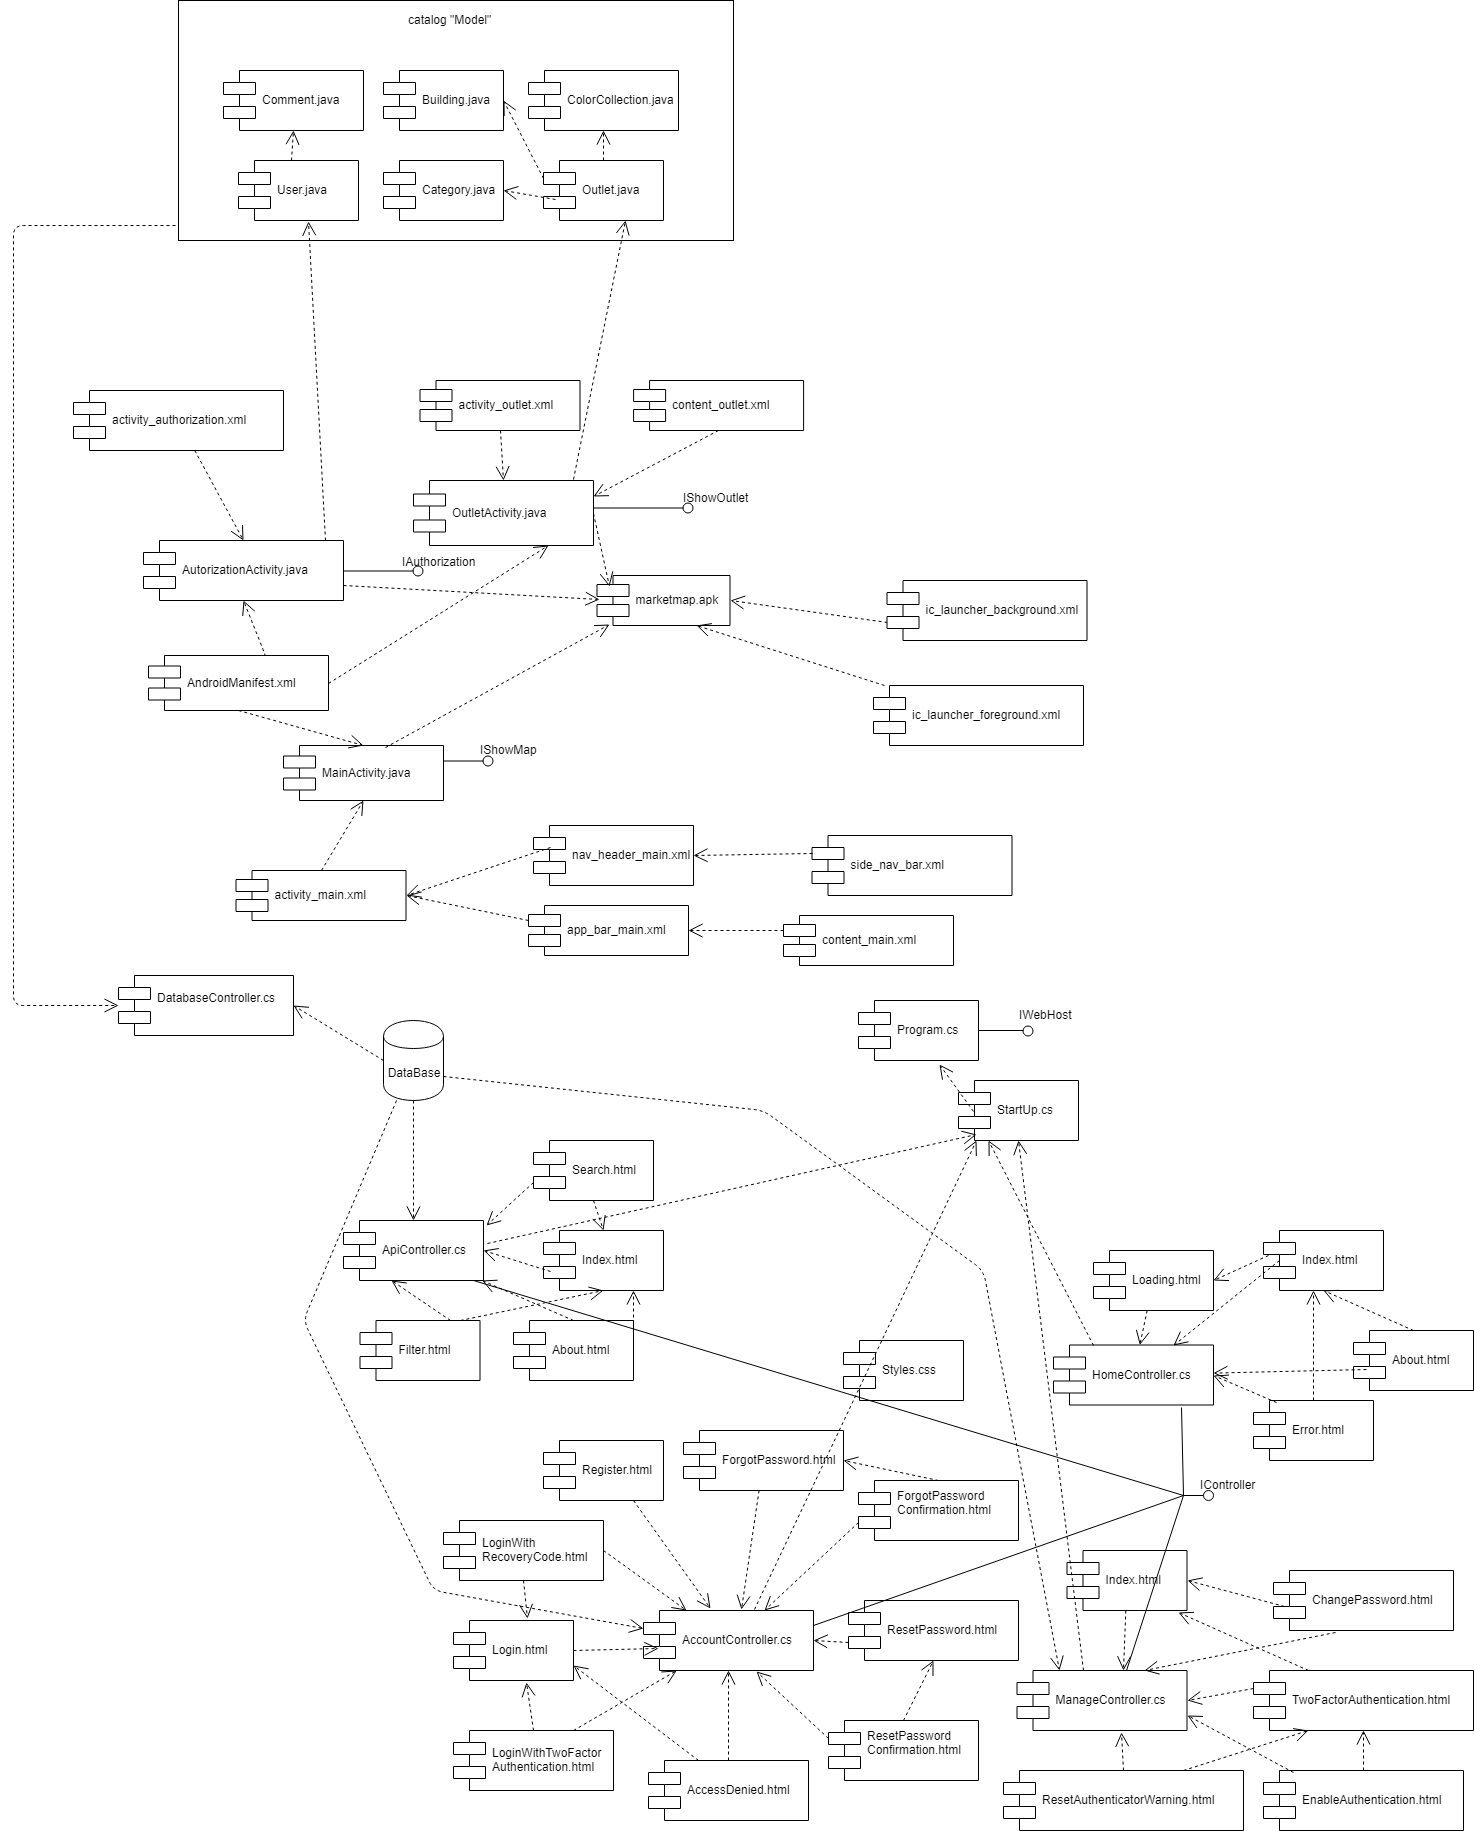 catalog "Model"
Comment.java
Building.java
ColorCollection.java
User.java
Category.java
Outlet.java
activity_authorization.xml
activity_outlet.xml
content_outlet.xml
OutletActivity.java
IShowOutlet
AutorizationActivity.java
IAuthorization
marketmap.apk
ic_launcher_background.xml
AndroidManifest.xml
ic_launcher_foreground.xml
MainActivity.java
IShowMap
nav_header_main.xml
side_nav_bar.xml
activity_main.xml
app_bar_main.xml
content_main.xml
DatabaseController.cs
DataBase
Program.cs
IWebHost
StartUp.cs
Search.html
ApiController.cs
Index.html
Loading.html
Index.html
Filter.html
About.html
Styles.css
HomeController.cs
About.html
Error.html
Register.html
ForgotPassword.html
ForgotPassword
Confirmation.html
IController
LoginWith
RecoveryCode.html
Index.html
ChangePassword.html
Login.html
AccountController.cs
ResetPassword.html
ManageController.cs
TwoFactorAuthentication.html
LoginWithTwoFactor
Authentication.html
ResetPassword
Confirmation.html
AccessDenied.html
ResetAuthenticatorWarning.html
EnableAuthentication.html